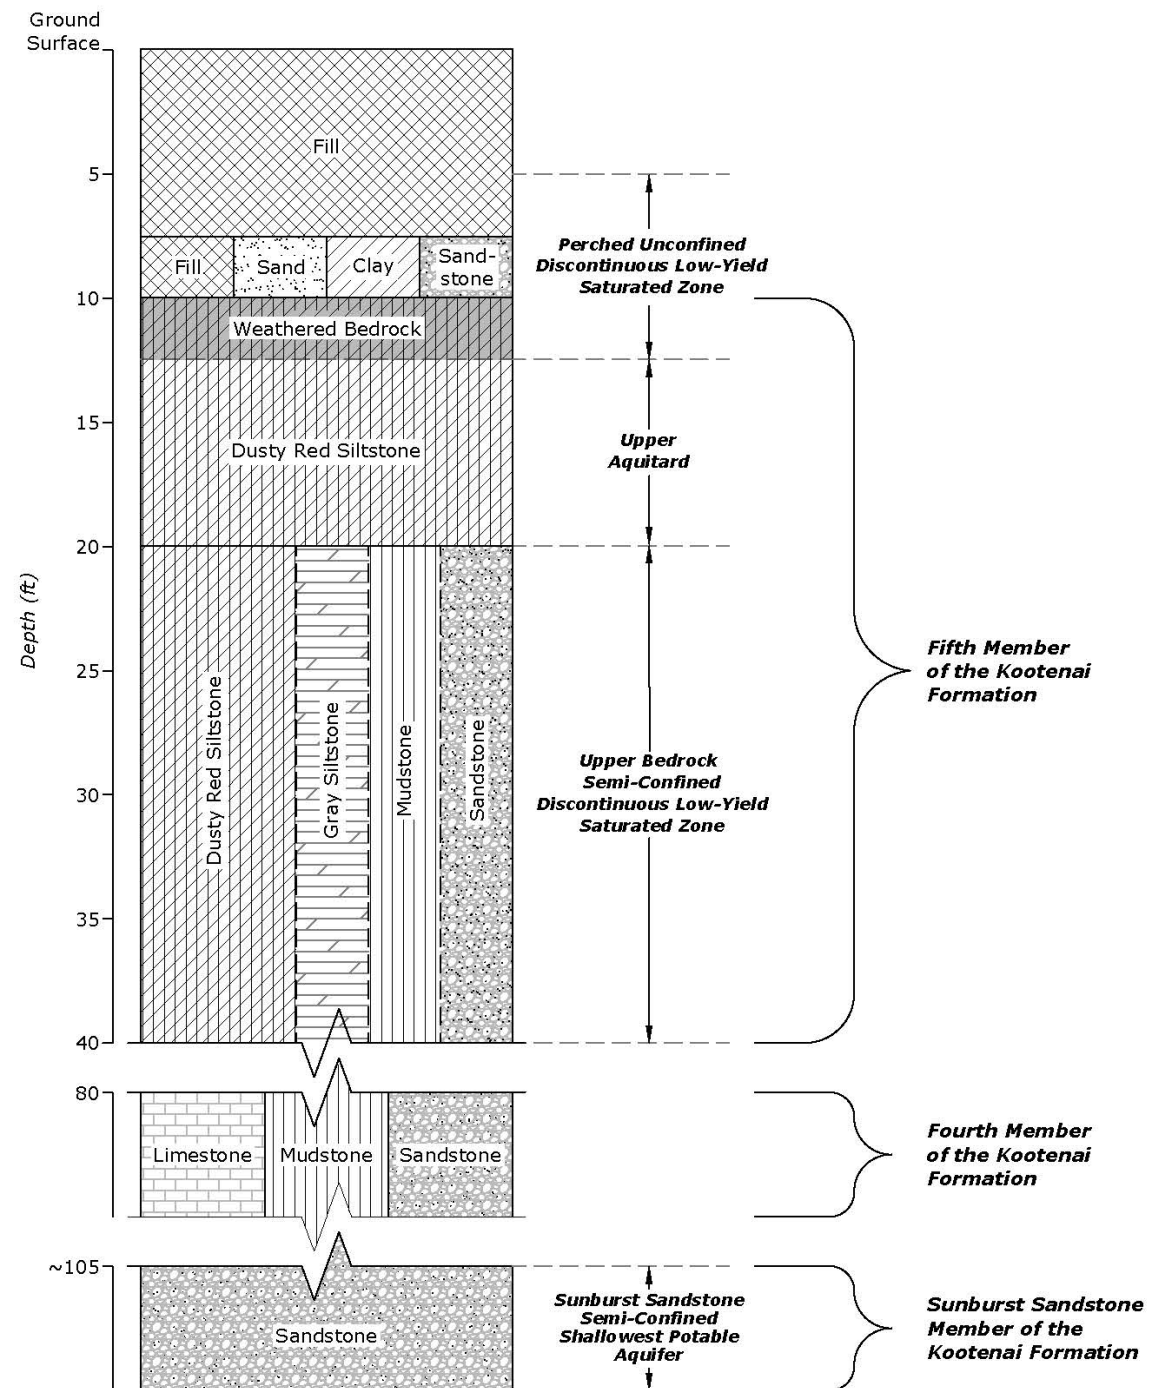 Ground
Surface
Fill
5
Perched Unconfined
Discontinuous Low-Yield
Saturated Zone
Fill
Sand
Clay
Sand-
stone
10
Weathered Bedrock
15
Upper
Aquitard
Dusty Red Siltstone
20
Depth (ft)
25
Fifth Member
of the Kootenai
Formation
Dusty Red Siltstone
Gray Siltstone
Mudstone
Sandstone
Upper Bedrock
Semi-Confined
Discontinuous Low-Yield
Saturated Zone
30
35
40
80
Limestone
Mudstone
Sandstone
Fourth Member
of the Kootenai
Formation
~105
Sandstone
Sunburst Sandstone
Semi-Confined
Shallowest Potable
Aquifer
Sunburst Sandstone
Member of the
Kootenai Formation